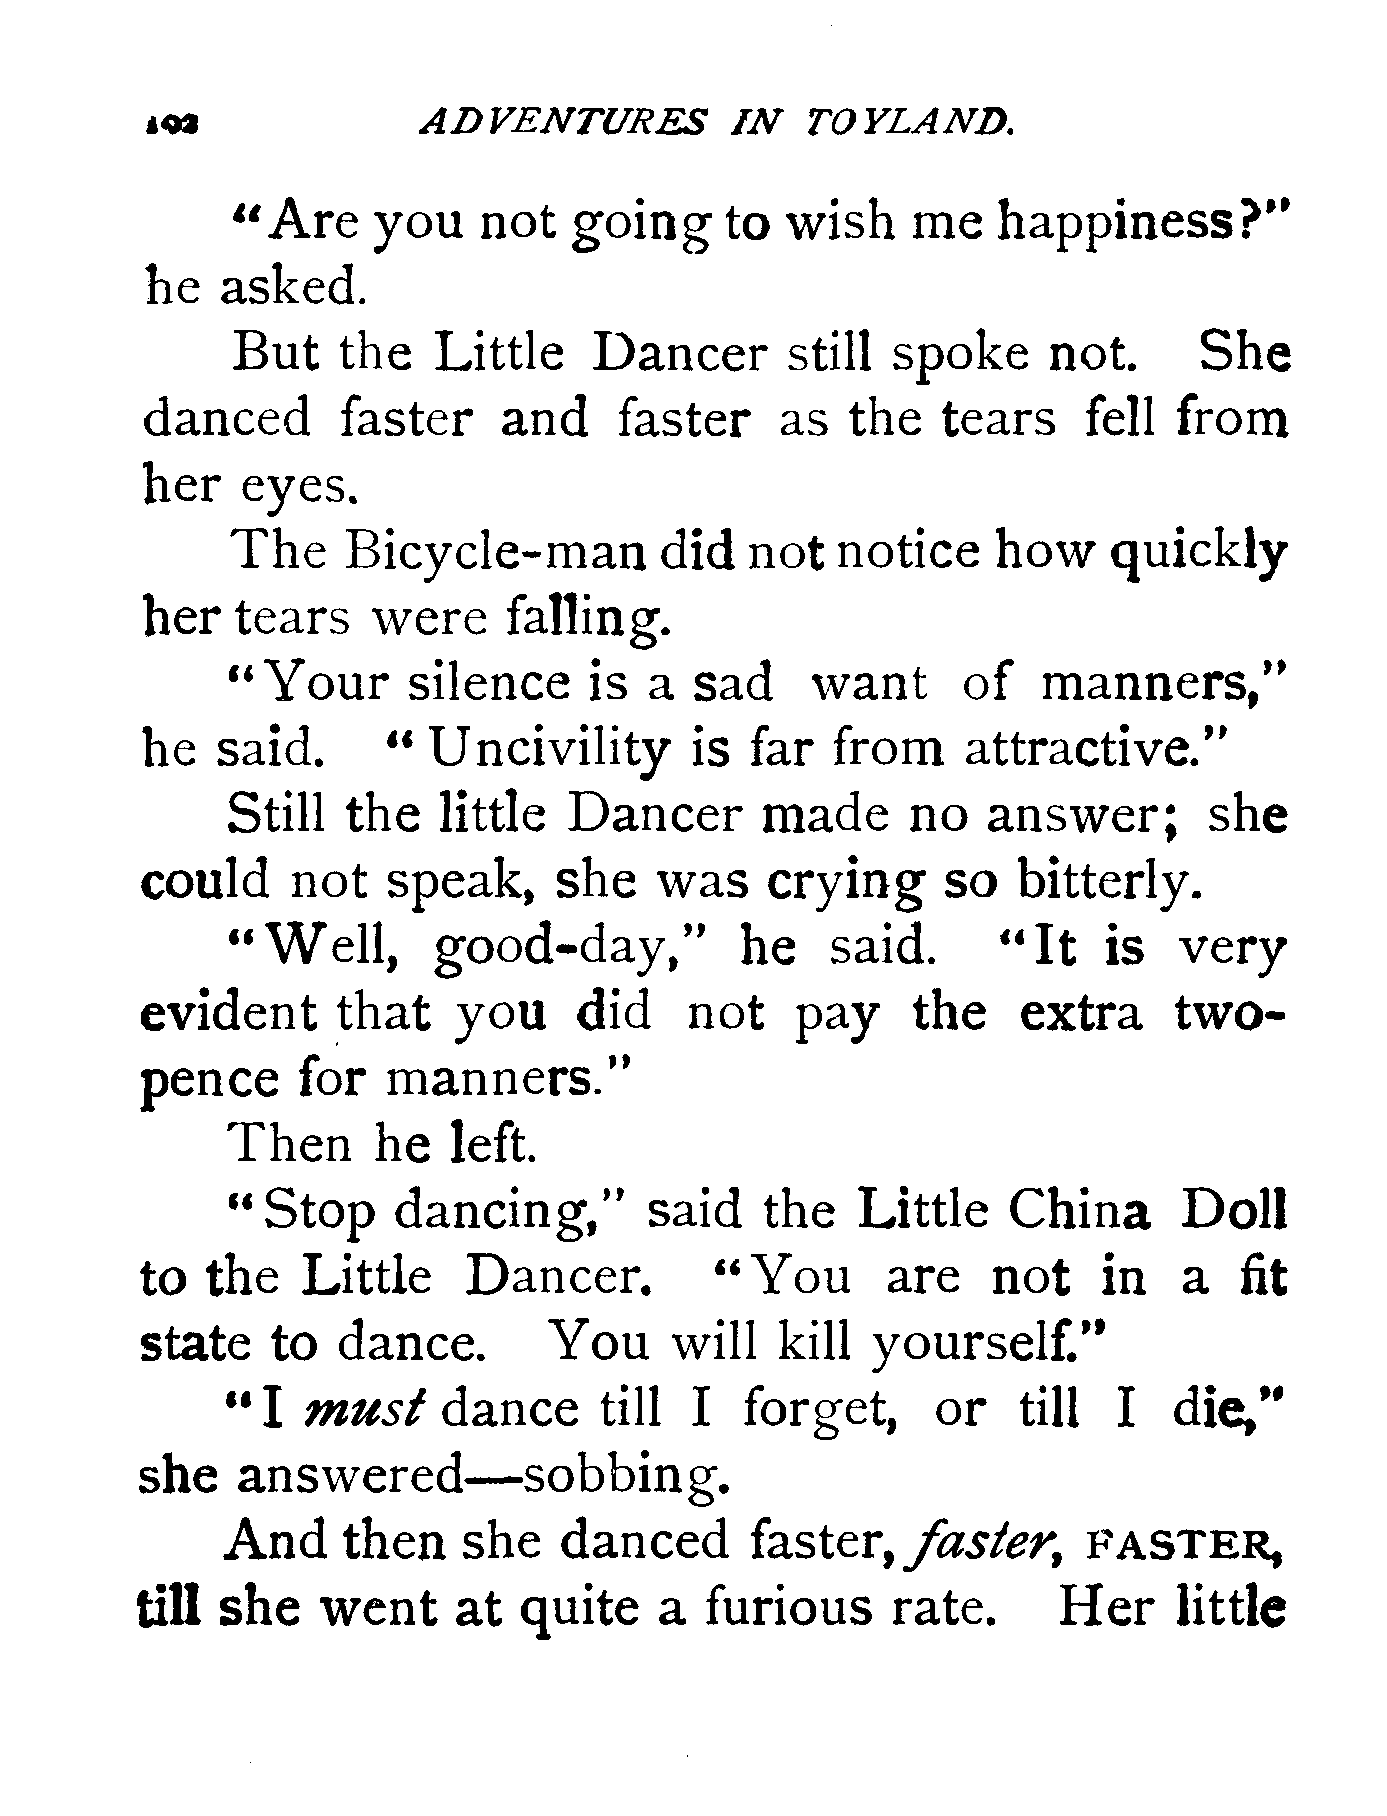 102 ADVENTURES IN TOYLAND.
"Are you not going to wish me happiness?"
he asked.
But the Little Dancer still spoke not. She
danced faster and faster as the tears fell from
her eyes.
The Bicycle-man did not notice how quickly
her tears were falling.
"Your silence is a sad want of manners,"
he said. "Uncivility is far from attractive."
Still the little Dancer made no answer; she
could not speak, she was crying so bitterly.
"Well, good-day," he said. "It is very
evident that you did not pay the extra two-
pence for manners."
Then he left.
"Stop dancing," said the Little China Doll
to the Little Dancer. "You are not in a fit
state to dance. You will kill yourself."
"I must dance till I forget, or till I die,"
she answered—sobbing.
And then she danced faster, faster, FASTER,
till she went at quite a furious rate. Her little